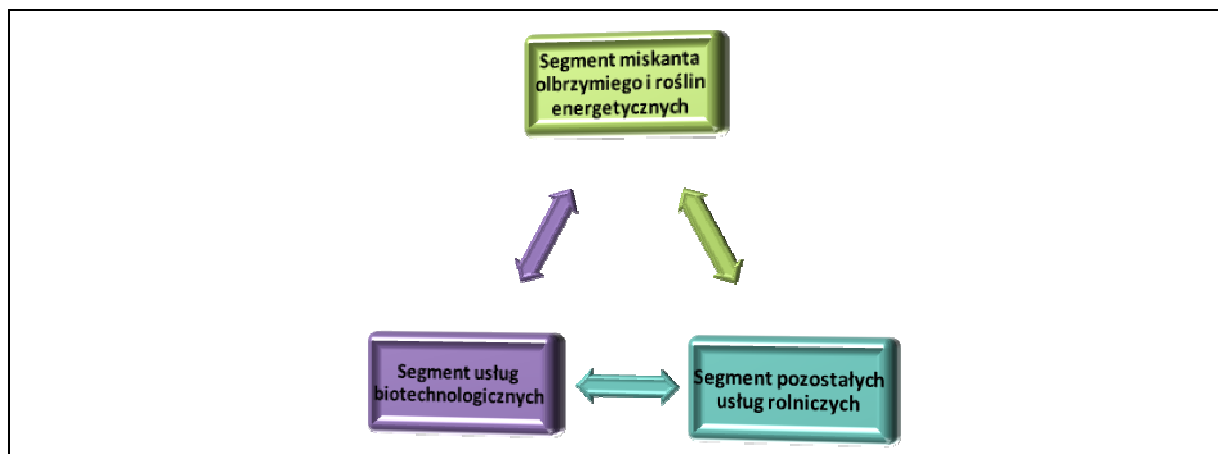 Segment miskanta
olbrzymiego i roślin
energetycznych
Segment usług
biotechnologicznych
Segment pozostałych
usług rolniczych